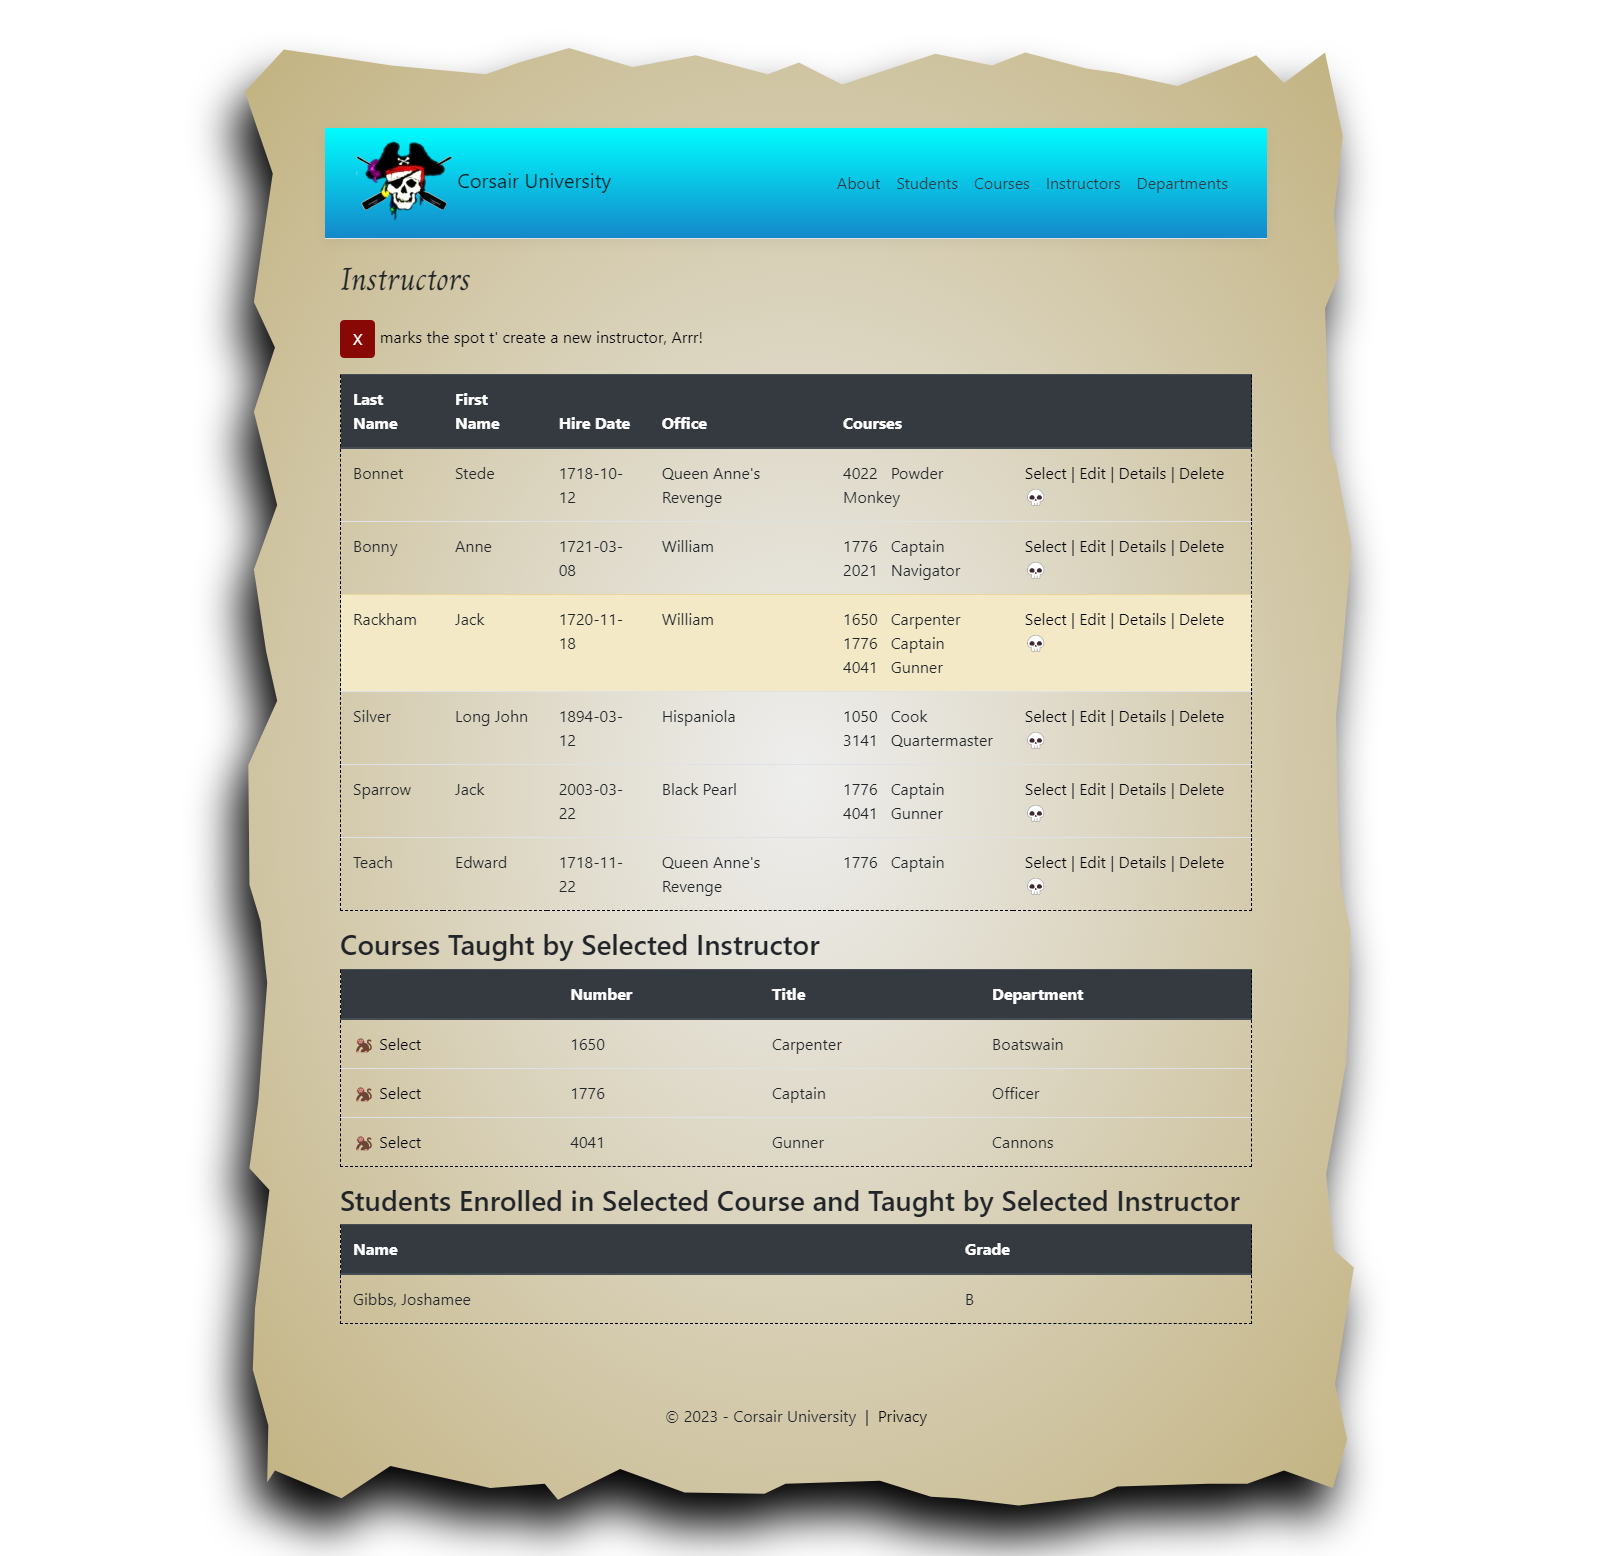 Corsair University
About Students Courses Instructors Departments
Instructors
X marks the spot t' create a new instructor, Arrr!
Last Name First Name Hire Date Office Courses
Bonnet Stede 1718-10- Queen Anne's 4022 Powder Select | Edit | Details | Delete
12 Revenge Monkey
Bonny Anne 1721-03- William 1776 Captain Select | Edit | Details | Delete
08 2021 Navigator
Rackham Jack 1720-11- William 1650 Carpenter Select | Edit | Details | Delete
18 1776 Captain
4041 Gunner
Silver Long John 1894-03- Hispaniola 1050 Cook Select | Edit | Details | Delete
12 3141 Quartermaster
Sparrow Jack 2003-03- Black Pearl 1776 Captain Select | Edit | Details | Delete
22 4041 Gunner
Teach Edward 1718-11- Queen Anne's 1776 Captain Select | Edit | Details | Delete
22 Revenge
Courses Taught by Selected Instructor
Number Title Department
Select 1650 Carpenter Boatswain
Select 1776 Captain Officer
Select 4041 Gunner Cannons
Students Enrolled in Selected Course and Taught by Selected Instructor
Name Grade
Gibbs, Joshamee B
© 2023 - Corsair University | Privacy